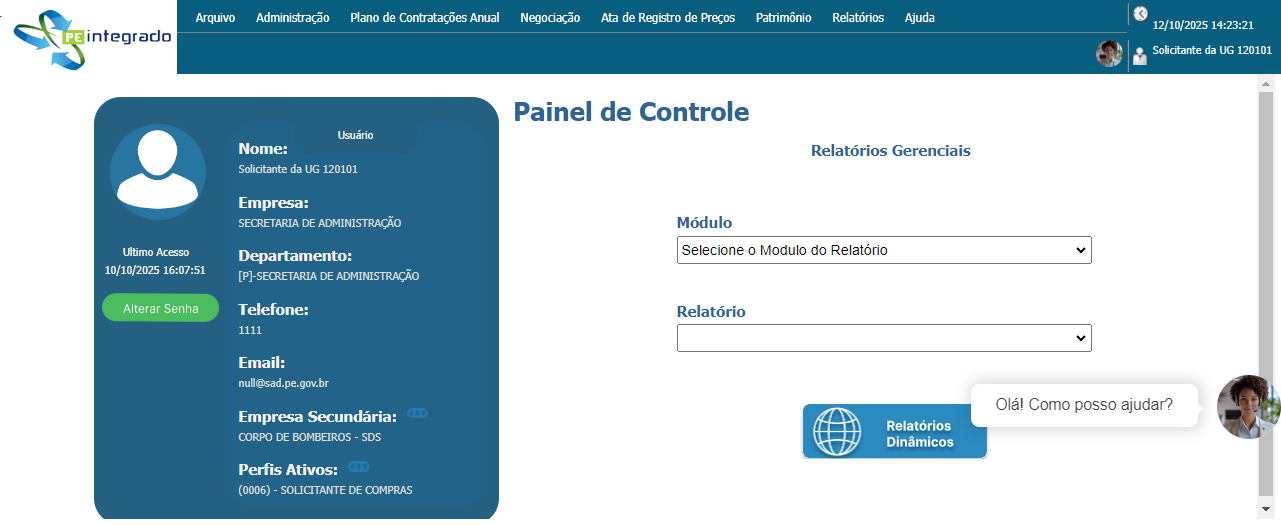 PE integrado
Arquivo Administração Plano de Contratações Anual Negociação Ata de Registro de Preços Patrimônio Relatórios Ajuda
12/10/2025 14:23:21
Solicitante da UG 120101
Usuário
Nome:
Solicitante da UG 120101
Empresa:
SECRETARIA DE ADMINISTRAÇÃO
Ultimo Acesso
10/10/2025 16:07:51
Alterar Senha
Departamento:
[P]-SECRETARIA DE ADMINISTRAÇÃO
Telefone:
1111
Email:
null@sad.pe.gov.br
Empresa Secundária:
CORPO DE BOMBEIROS - SDS
Perfis Ativos:
(0006) - SOLICITANTE DE COMPRAS
Painel de Controle
Relatórios Gerenciais
Módulo
Selecione o Modulo do Relatório
Relatório
Relatórios
Dinâmicos
Olá! Como posso ajudar?